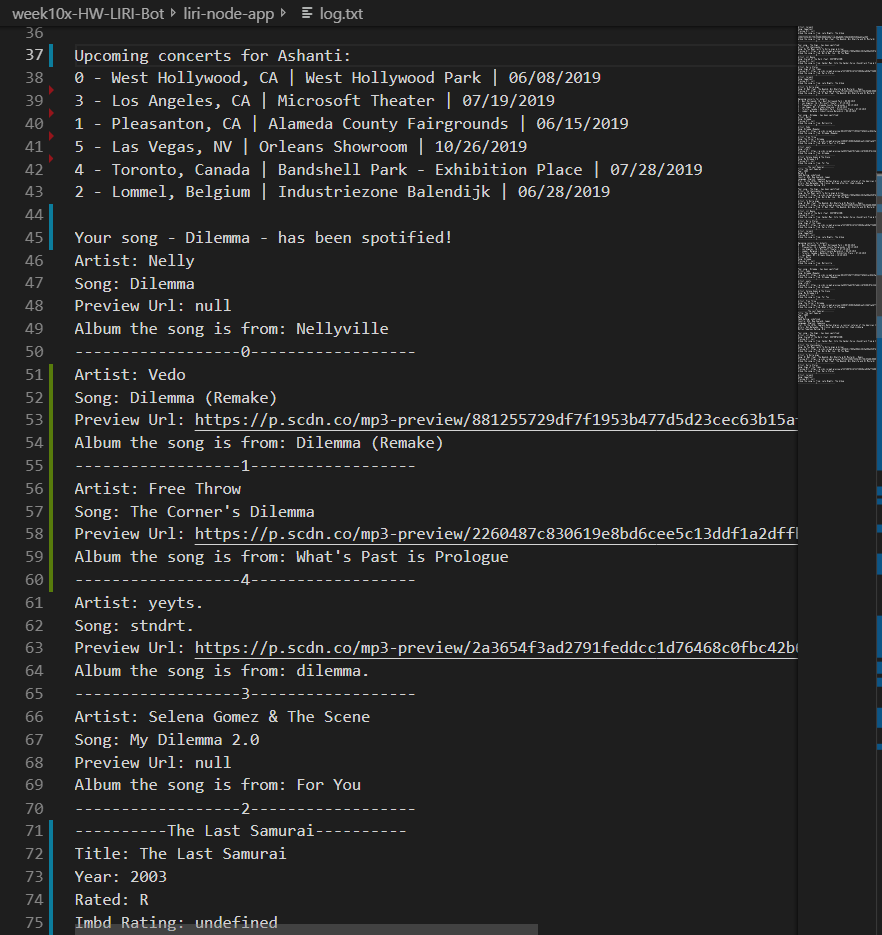 week10x-HW-LIRI-Bot liri-node-app log.txt
36
37 Upcoming concerts for Ashanti:
38 0 - West Hollywood, CA | West Hollywood Park | 06/08/2019
39 3 - Los Angeles, CA | Microsoft Theater | 07/19/2019
40 1 - Pleasanton, CA | Alameda County Fairgrounds | 06/15/2019
41 5 - Las Vegas, NV | Orleans Showroom | 10/26/2019
42 4 - Toronto, Canada | Bandshell Park - Exhibition Place | 07/28/2019
43 2 - Lommel, Belgium | Industriezone Balendijk | 06/28/2019
44
45 Your song - Dilemma - has been spotified!
46 Artist: Nelly
47 Song: Dilemma
48 Preview Url: null
49 Album the song is from: Nellyville
50 ------------------0------------------
51 Artist: Vedo
52 Song: Dilemma (Remake)
53 Preview Url: https://p.scdn.co/mp3-preview/881255729df7f1953b477d5d23cec63b15a
54 Album the song is from: Dilemma (Remake)
55 ------------------1------------------
56 Artist: Free Throw
57 Song: The Corner's Dilemma
58 Preview Url: https://p.scdn.co/mp3-preview/2260487c830619e8bd6cee5c13ddf1a2dff
59 Album the song is from: What's Past is Prologue
60 ------------------4------------------
61 Artist: yeyts.
62 Song: stndrt.
63 Preview Url: https://p.scdn.co/mp3-preview/2a3654f3ad2791feddcc1d76468c0fbc42b
64 Album the song is from: dilemma.
65 ------------------3------------------
66 Artist: Selena Gomez & The Scene
67 Song: My Dilemma 2.0
68 Preview Url: null
69 Album the song is from: For You
70 ------------------2------------------
71 ----------The Last Samurai----------
72 Title: The Last Samurai
73 Year: 2003
74 Rated: R
75 Imbd Rating: undefined